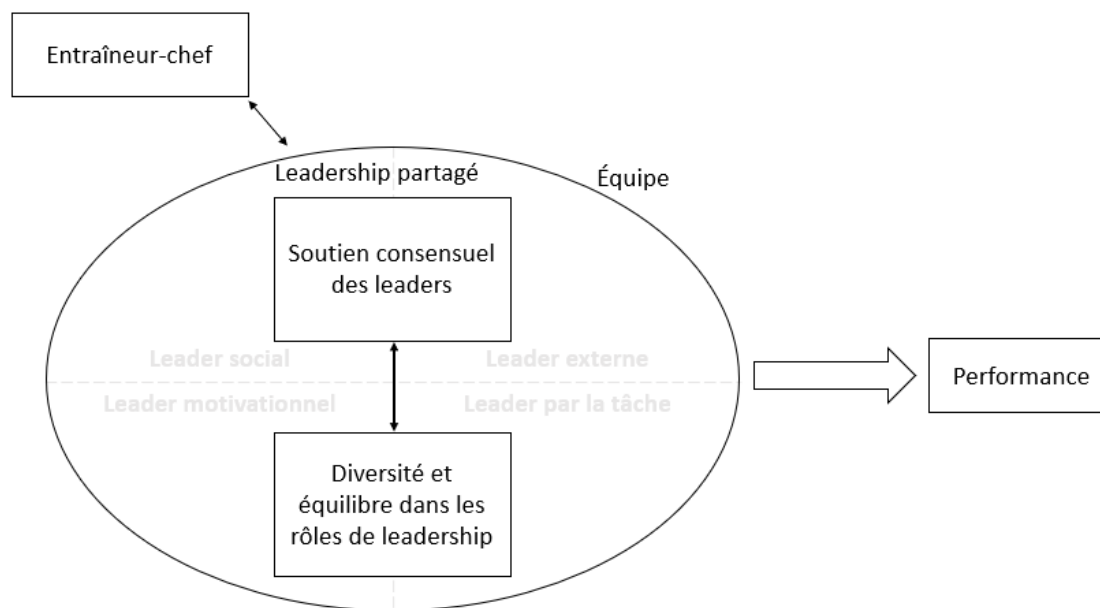 Entraîneur-chef
Leadership partagé
Équipe
Soutien consensuel
des leaders
Leader social
Leader externe
Leader motivationnel
Leader par la tâche
Performance
Diversité et
équilibre dans les
rôles de leadership